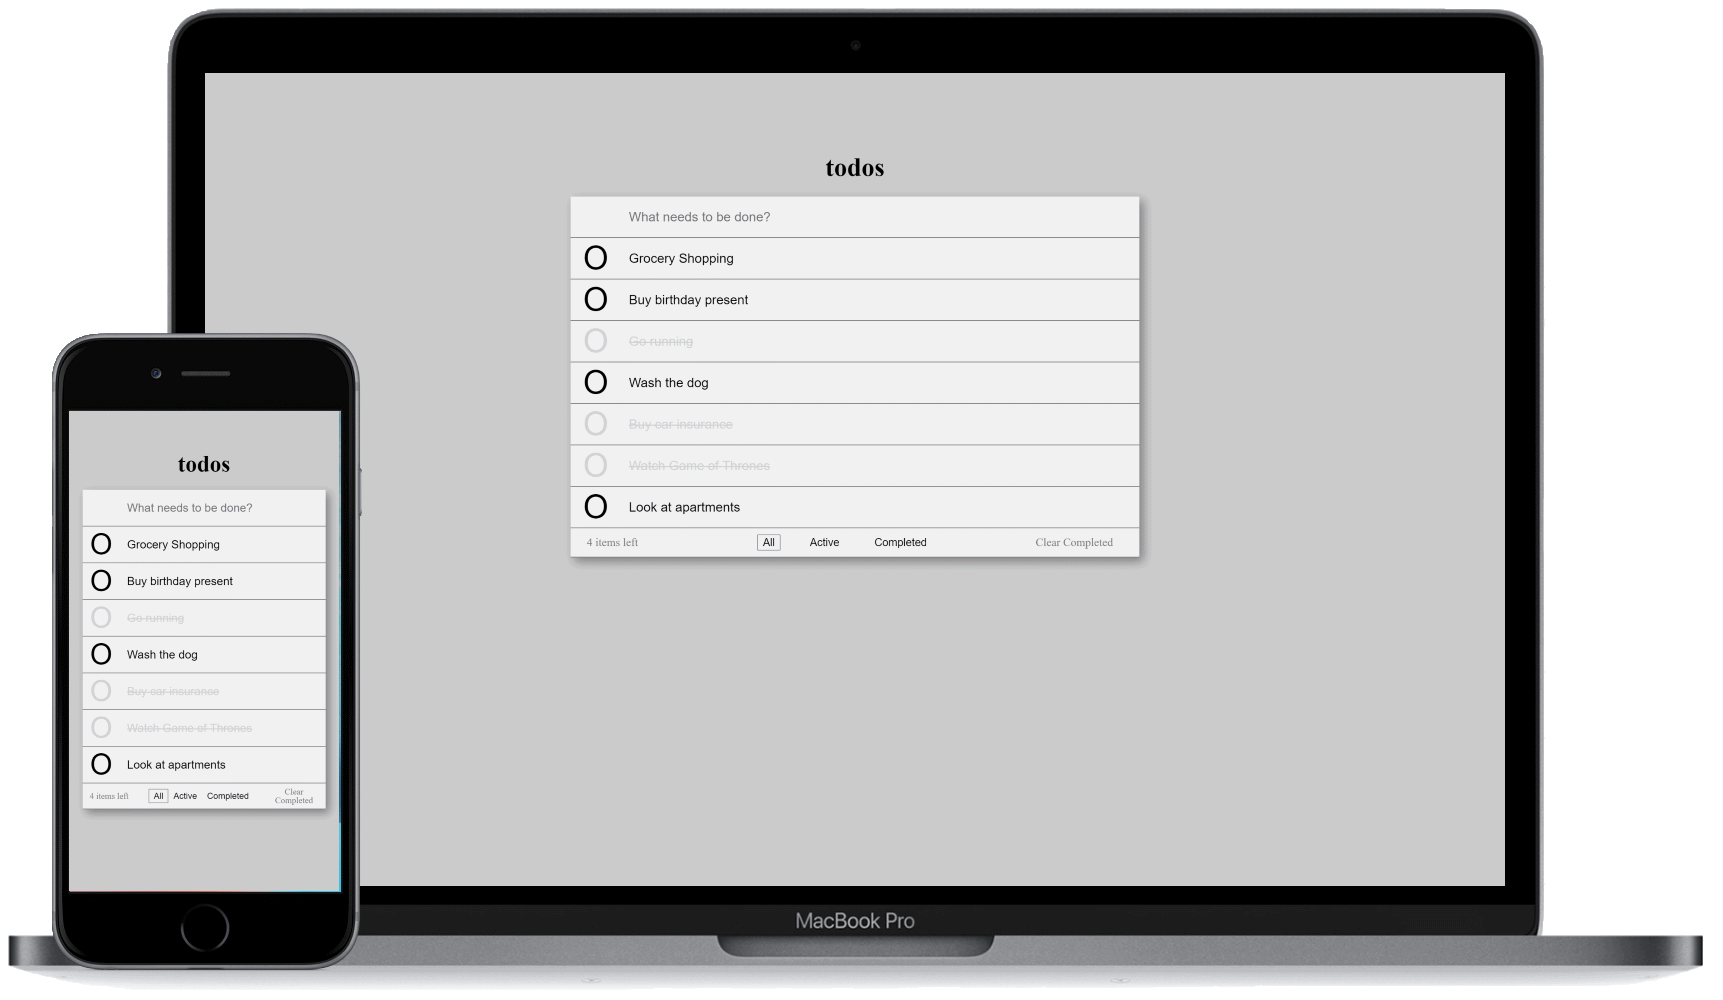 todos
What needs to be done?
O Grocery Shopping
O Buy birthday present
O Go running
O Wash the dog
O Buy car insurance
O Watch Game of Thrones
O Look at apartments
4 items left All Active Completed Clear Completed
MacBook Pro
todos
What needs to be done?
O Grocery Shopping
O Buy birthday present
O Go running
O Wash the dog
O Buy car insurance
O Watch Game of Thrones
O Look at apartments
4 items left All Active Completed Clear
Completed